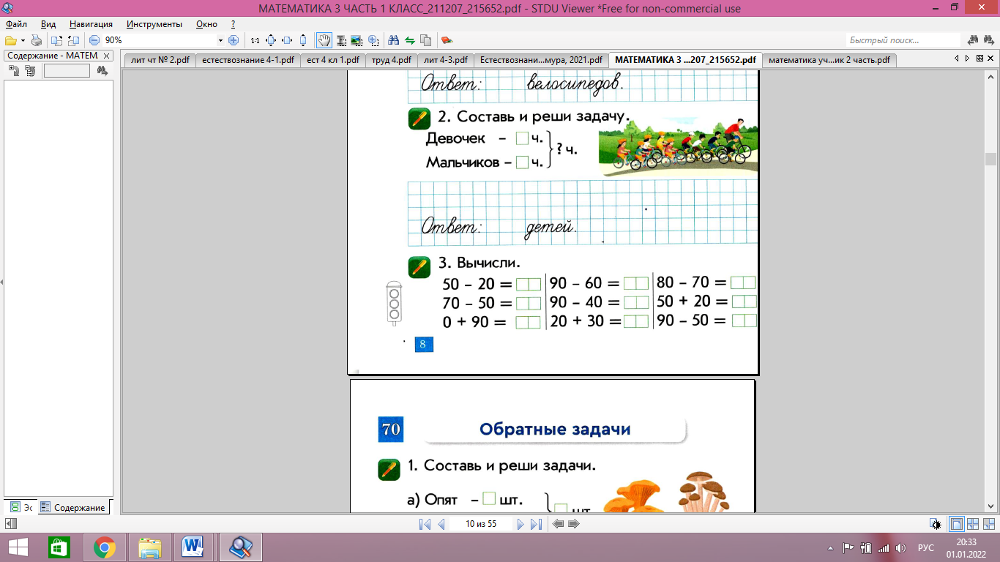 МАТЕМАТИКА 3 ЧАСТЬ 1 КЛАСС_211207_215652.pdf - STDU Viewer *Free for non-commercial use
Файл Вид Навигация Инструменты Окно ?
90%
1:1
Быстрый поиск...
Содержание - МАТЕМ.
лит чт № 2.pdf
естествознание 4-1.pdf
ест 4 кл 1.pdf
труд 4.pdf
лит 4-3.pdf
Естествознани...мура, 2021.pdf
МАТЕМАТИКА 3 ...207_215652.pdf
математика уч...ик 2 часть.pdf
Ответ: велосипедов.
2. Составь и реши задачу.
Девочек – ч.
? ч.
Мальчиков – ч.
Ответ: детей.
3. Вычисли.
50 – 20 = 90 – 60 = 80 – 70 =
70 – 50 = 90 – 40 = 50 + 20 =
0 + 90 = 20 + 30 = 90 – 50 =
8
70 Обратные задачи
1. Составь и реши задачи.
а) Опят – шт.
шт
Эс Содержание
10 из 55
РУС
20:33
01.01.2022